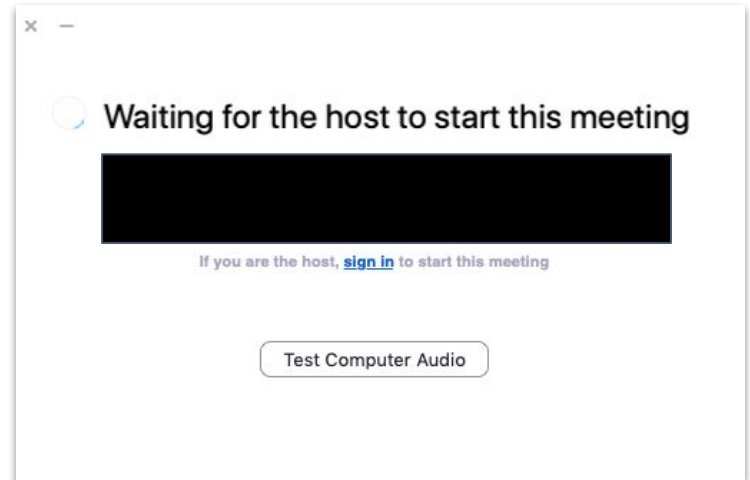 Waiting for the host to start this meeting
If you are the host, sign in to start this meeting
Test Computer Audio